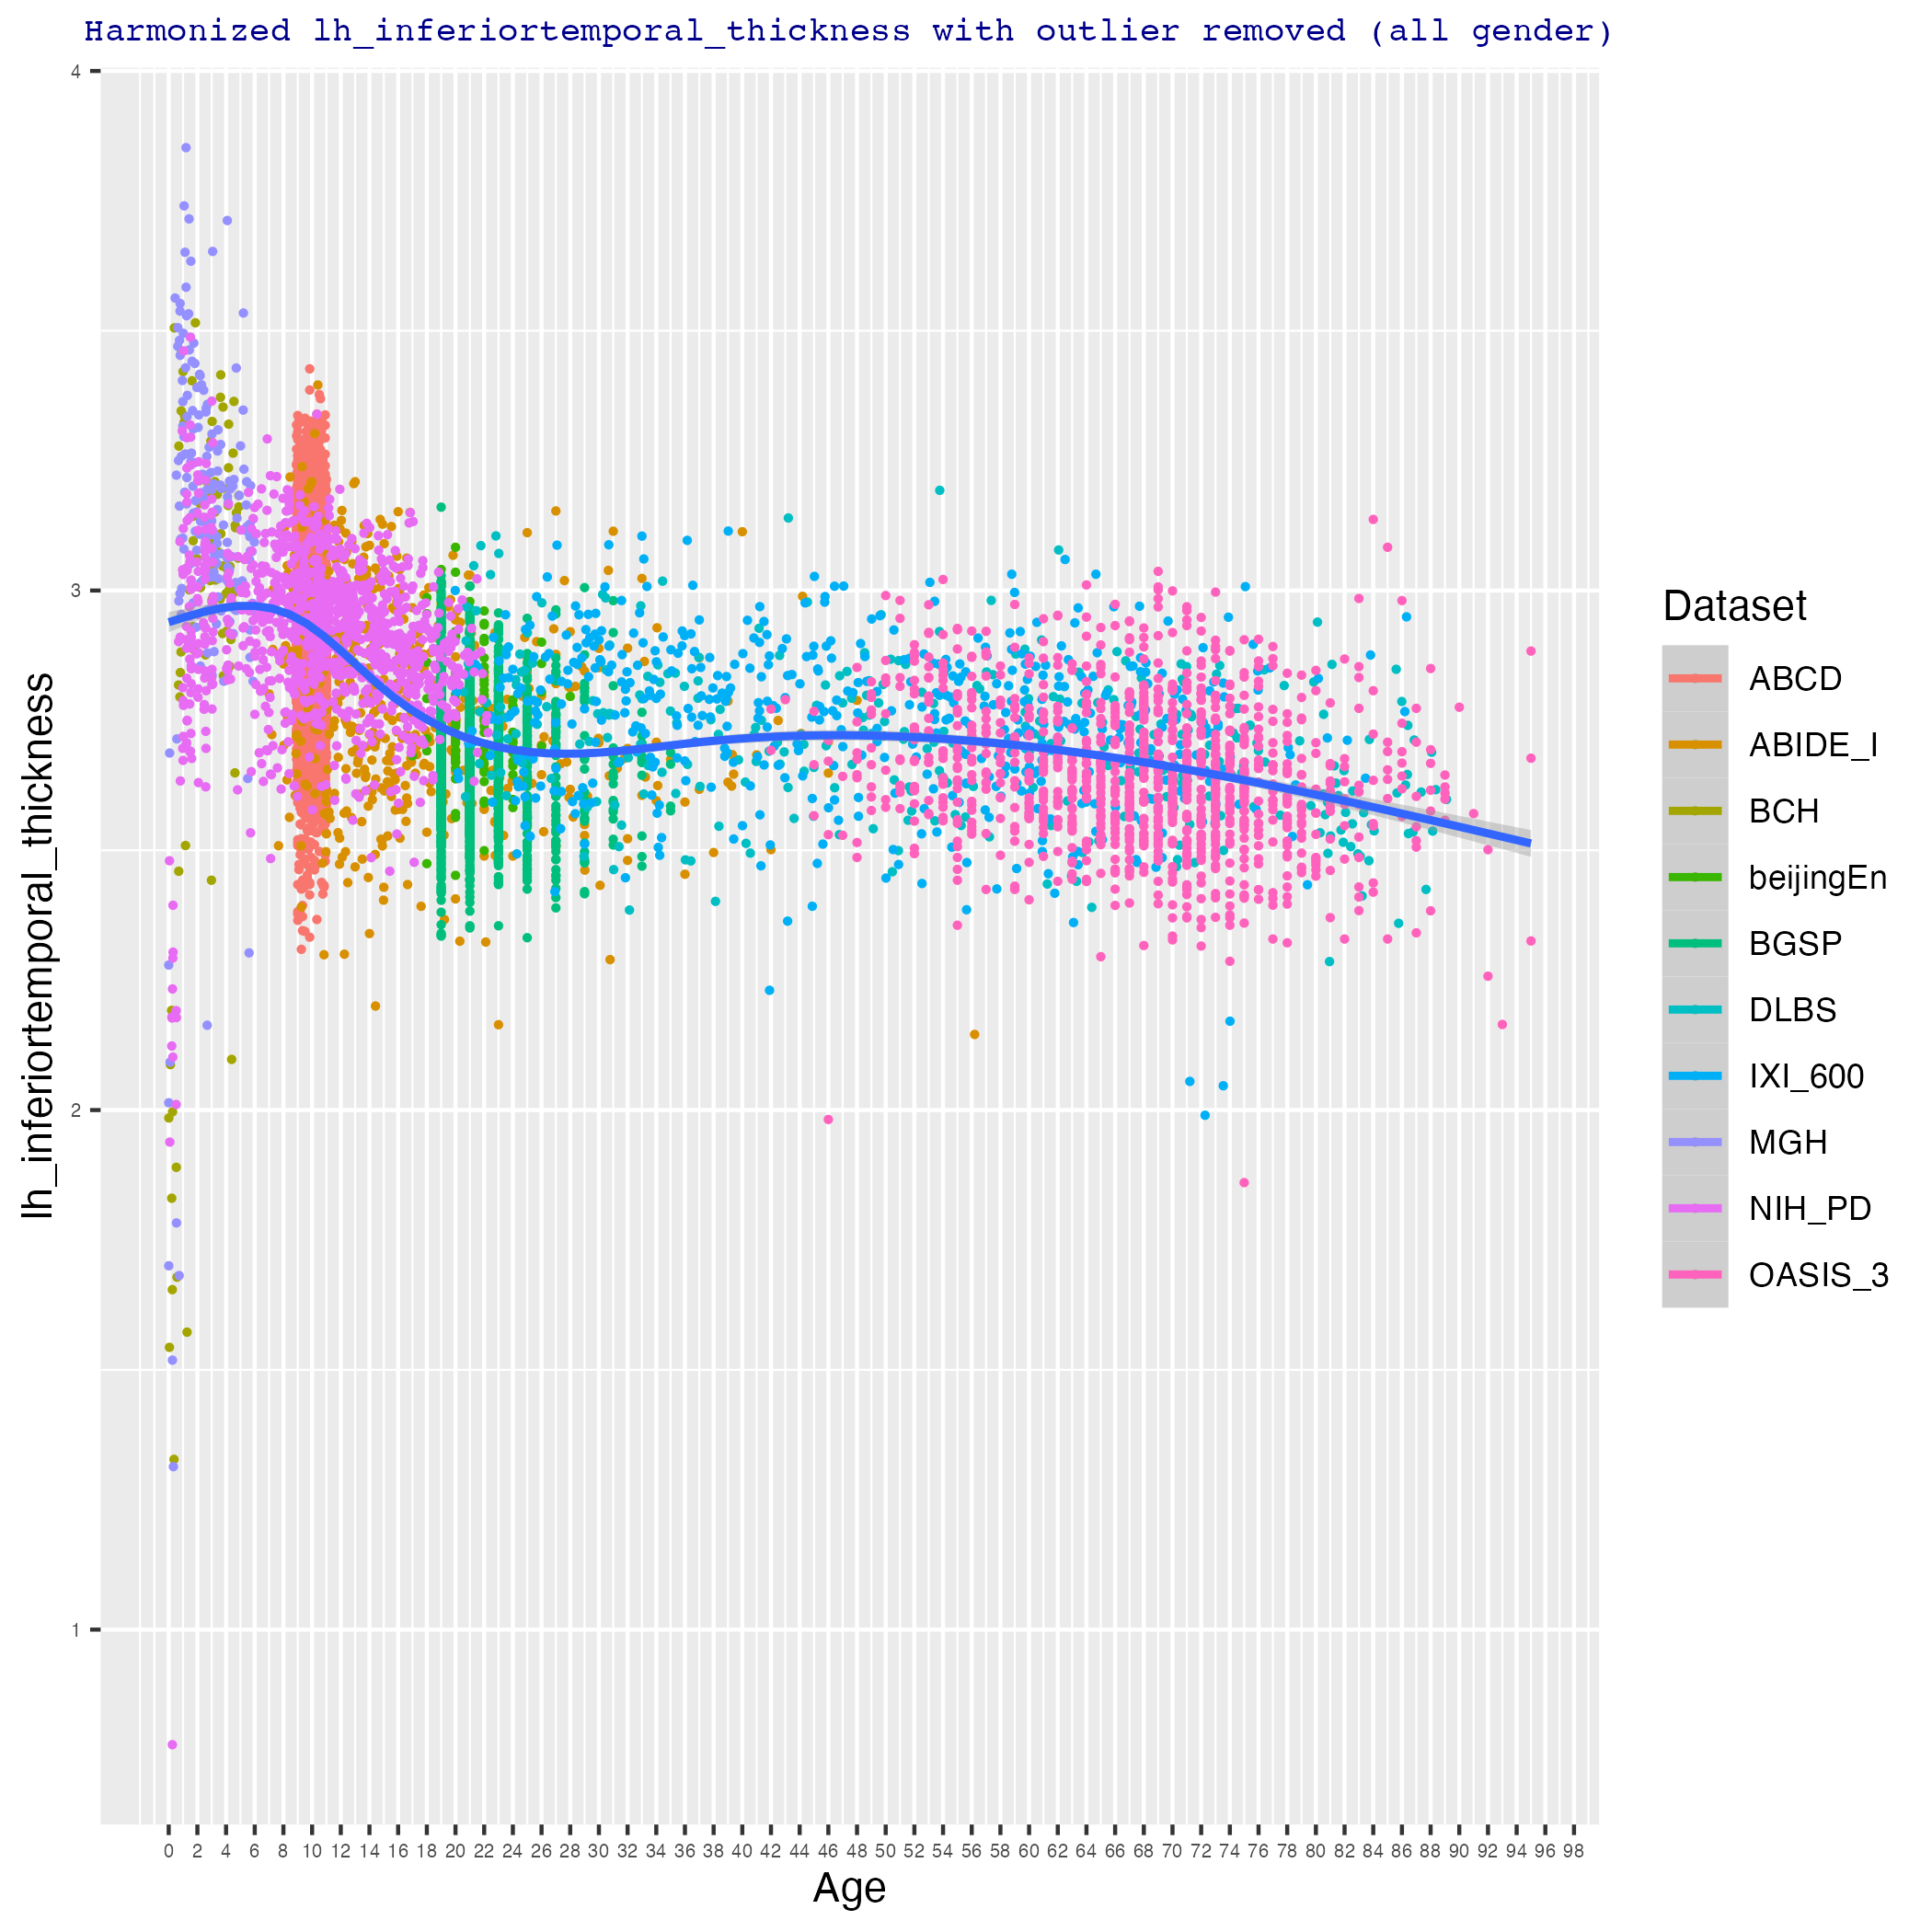 Harmonized lh_inferiortemporal_thickness with outlier removed (all gender)
lh_inferiortemporal_thickness
4
3
2
1
0 2 4 6 8 10 12 14 16 18 20 22 24 26 28 30 32 34 36 38 40 42 44 46 48 50 52 54 56 58 60 62 64 66 68 70 72 74 76 78 80 82 84 86 88 90 92 94 96 98
Age
Dataset
ABCD
ABIDE_I
BCH
beijingEn
BGSP
DLBS
IXI_600
MGH
NIH_PD
OASIS_3